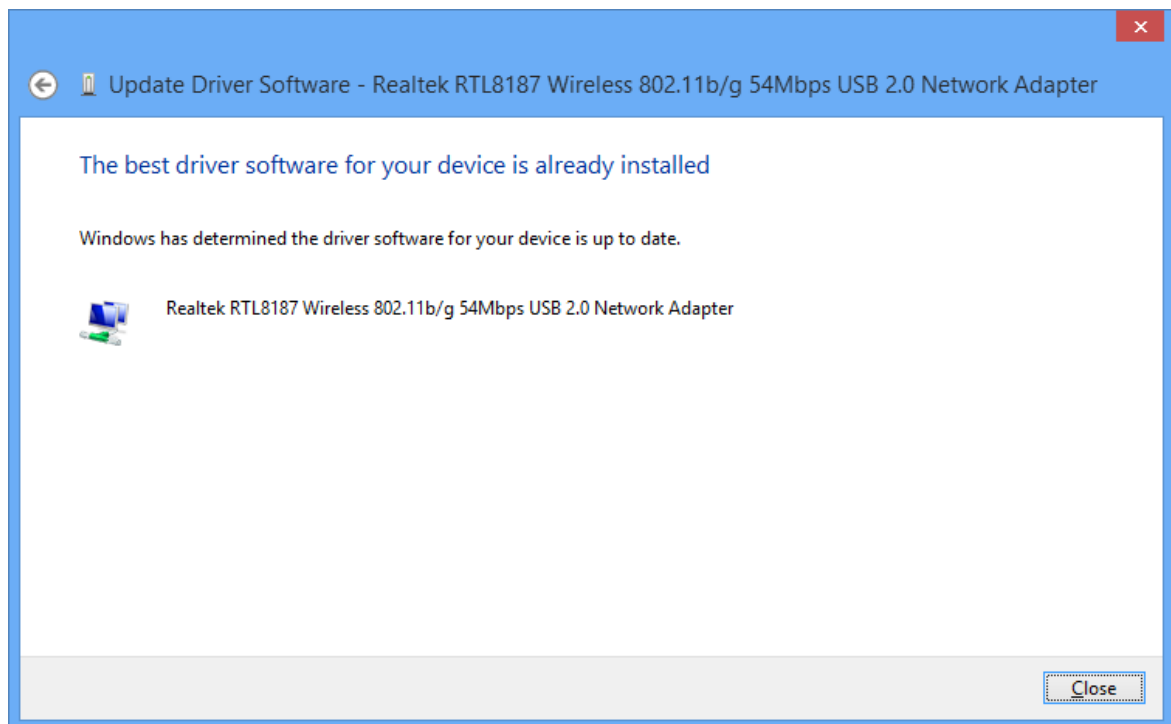 Update Driver Software - Realtek RTL8187 Wireless 802.11b/g 54Mbps USB 2.0 Network Adapter
The best driver software for your device is already installed
Windows has determined the driver software for your device is up to date.
Realtek RTL8187 Wireless 802.11b/g 54Mbps USB 2.0 Network Adapter
Close